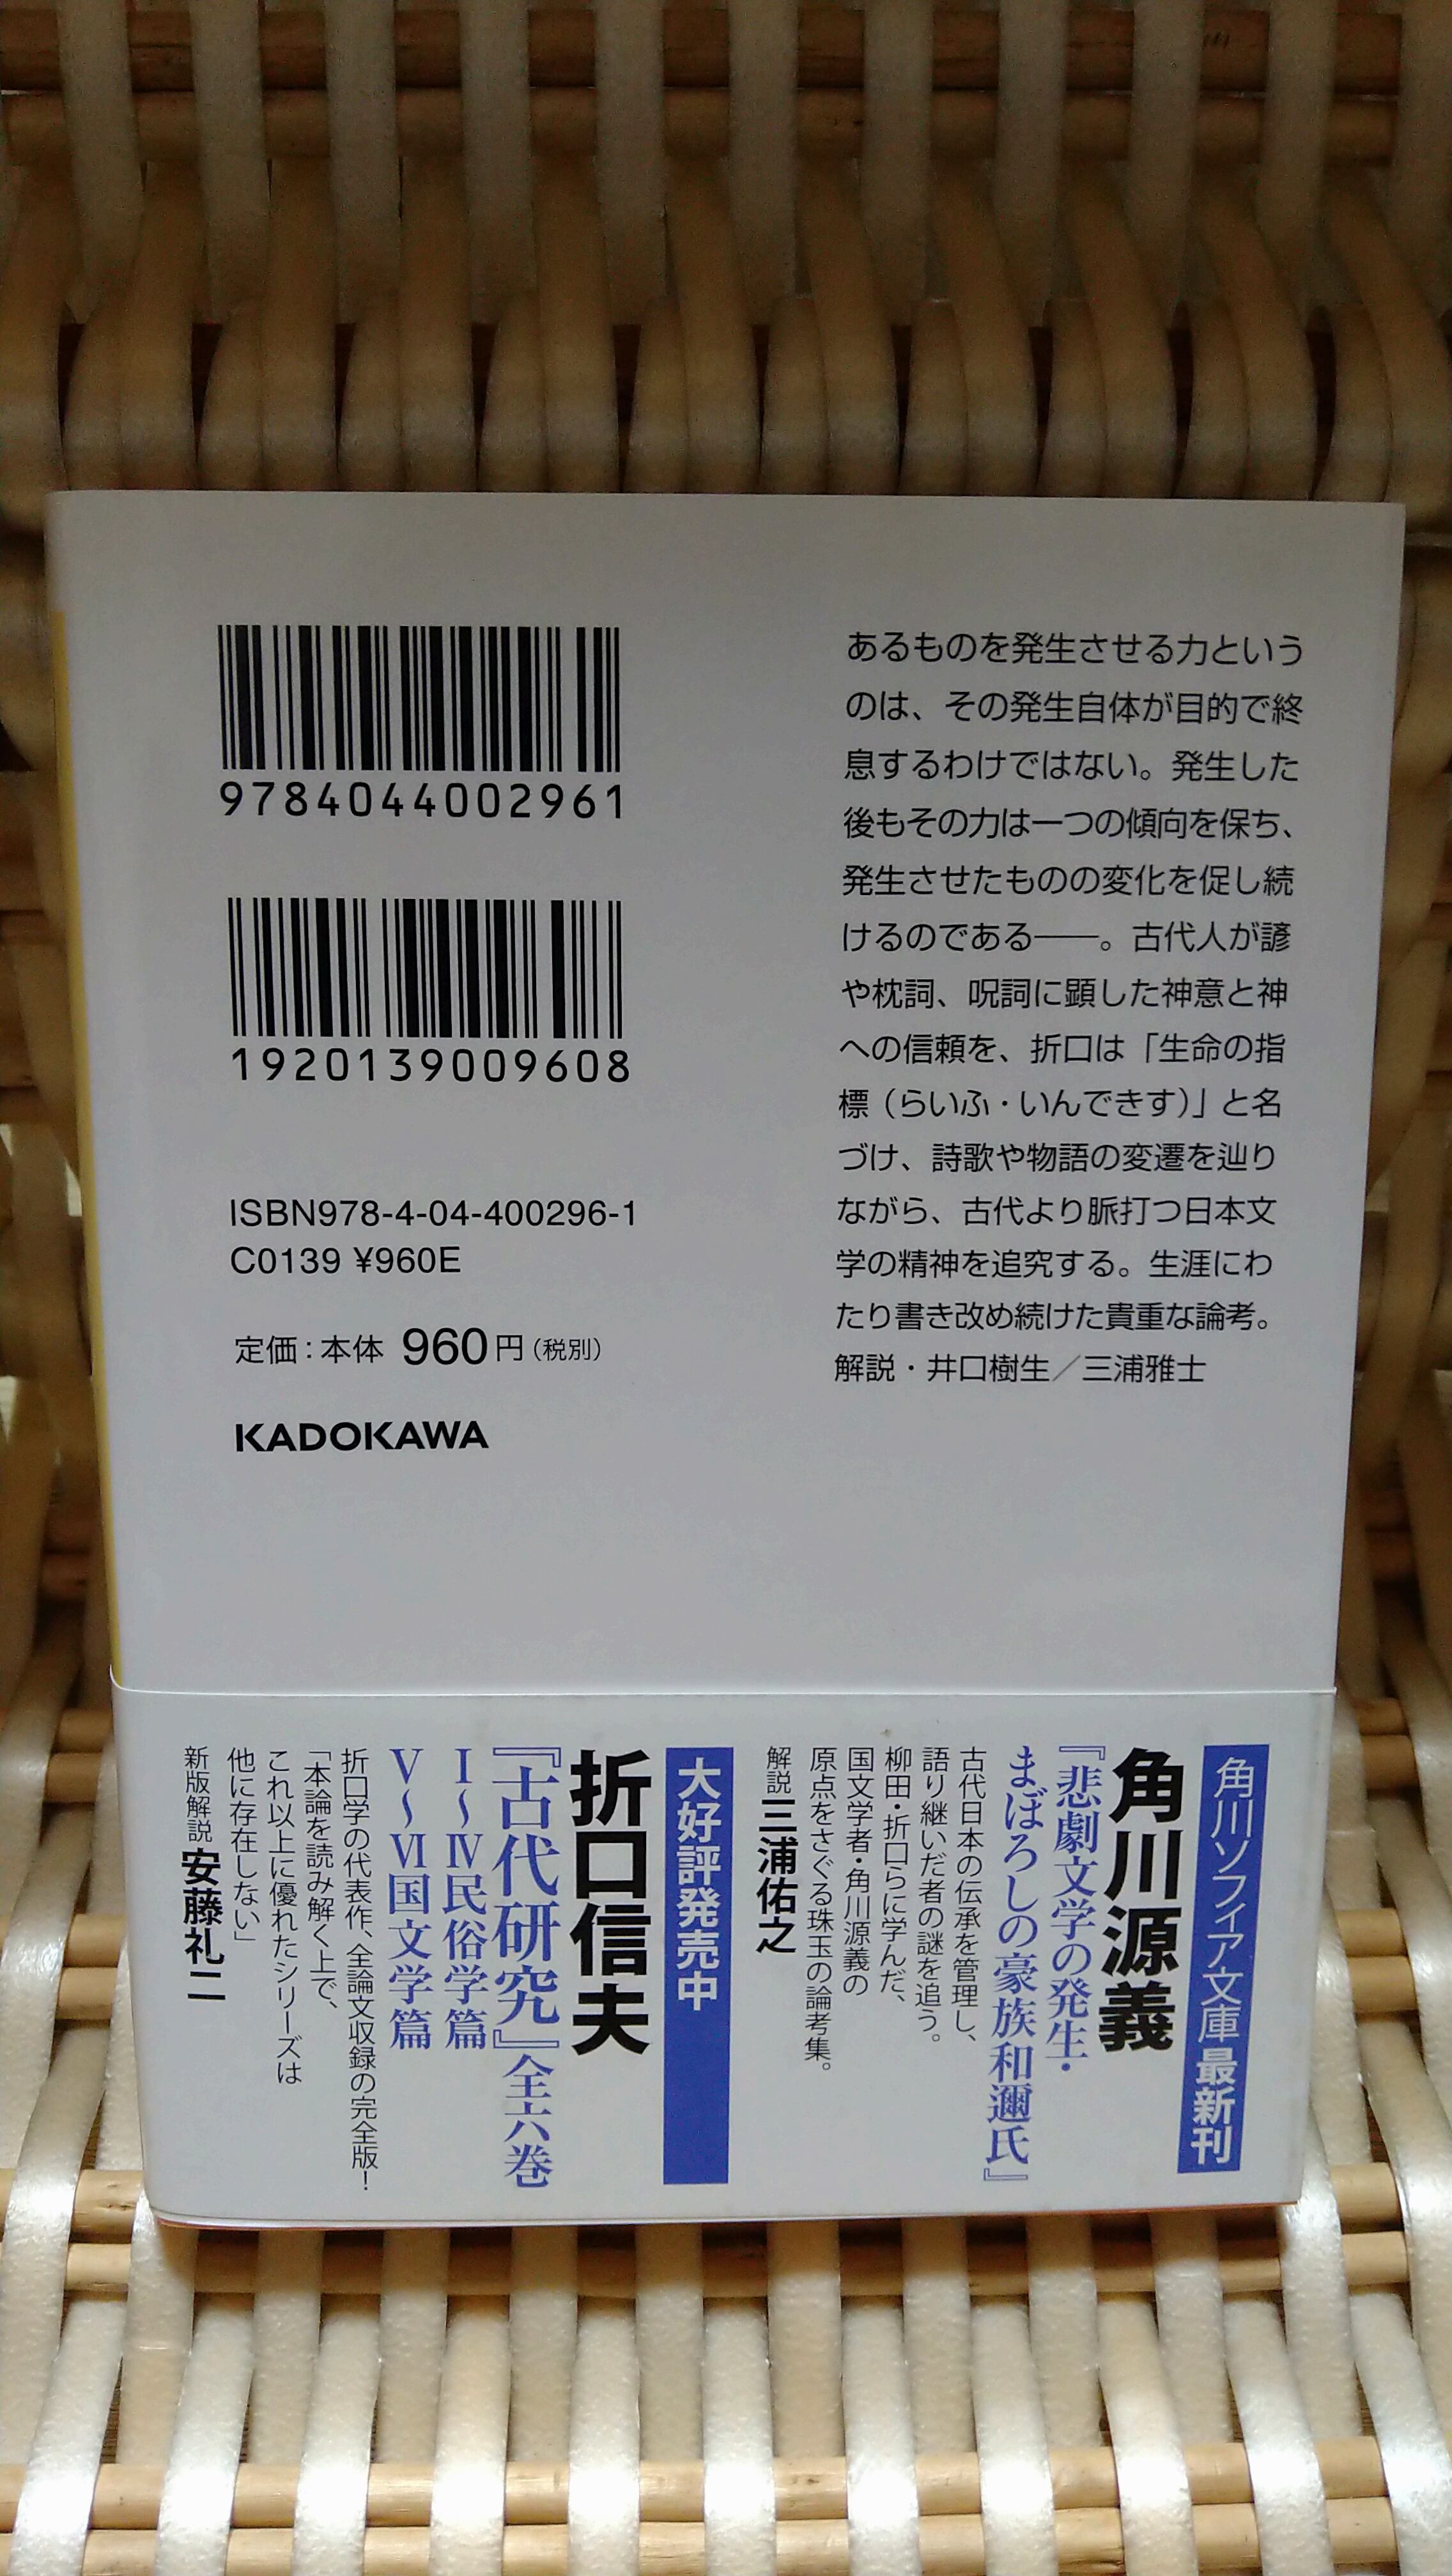 あるものを発生させる力という
のは、その発生自体が目的で終
息するわけではない。発生した
後もその力は一つの傾向を保ち、
発生させたものの変化を促し続
けるのである──。古代人が諺
や枕詞、呪詞に顕した神意と神
への信頼を、折口は「生命の指
標（らいふ・いんできす）」と名
づけ、詩歌や物語の変遷を辿り
ながら、古代より脈打つ日本文
学の精神を追究する。生涯にわ
たり書き改め続けた貴重な論考。
解説・井口樹生／三浦雅士
9784044002961
1920139009608
ISBN978-4-04-400296-1
C0139 ¥960E
定価：本体 960円（税別）
KADOKAWA
角川ソフィア文庫 最新刊
角川源義
『悲劇文学の発生・
まぼろしの豪族和邇氏』
古代日本の伝承を管理し、
語り継いだ者の謎を追う。
柳田・折口らに学んだ、
国文学者・角川源義の
原点をさぐる珠玉の論考集。
解説 三浦佑之
大好評発売中
折口信夫
『古代研究』全六巻
Ⅰ〜Ⅳ民俗学篇
Ⅴ〜Ⅵ国文学篇
折口学の代表作、全論文収録の完全版！
「本論を読み解く上で、
これ以上に優れたシリーズは
他に存在しない」
新版解説 安藤礼二